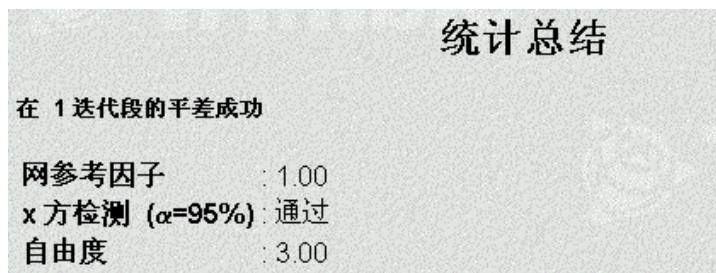 统计总结
在 1 迭代段的平差成功
网参考因子 : 1.00
x 方检测 (α=95%) : 通过
自由度 : 3.00